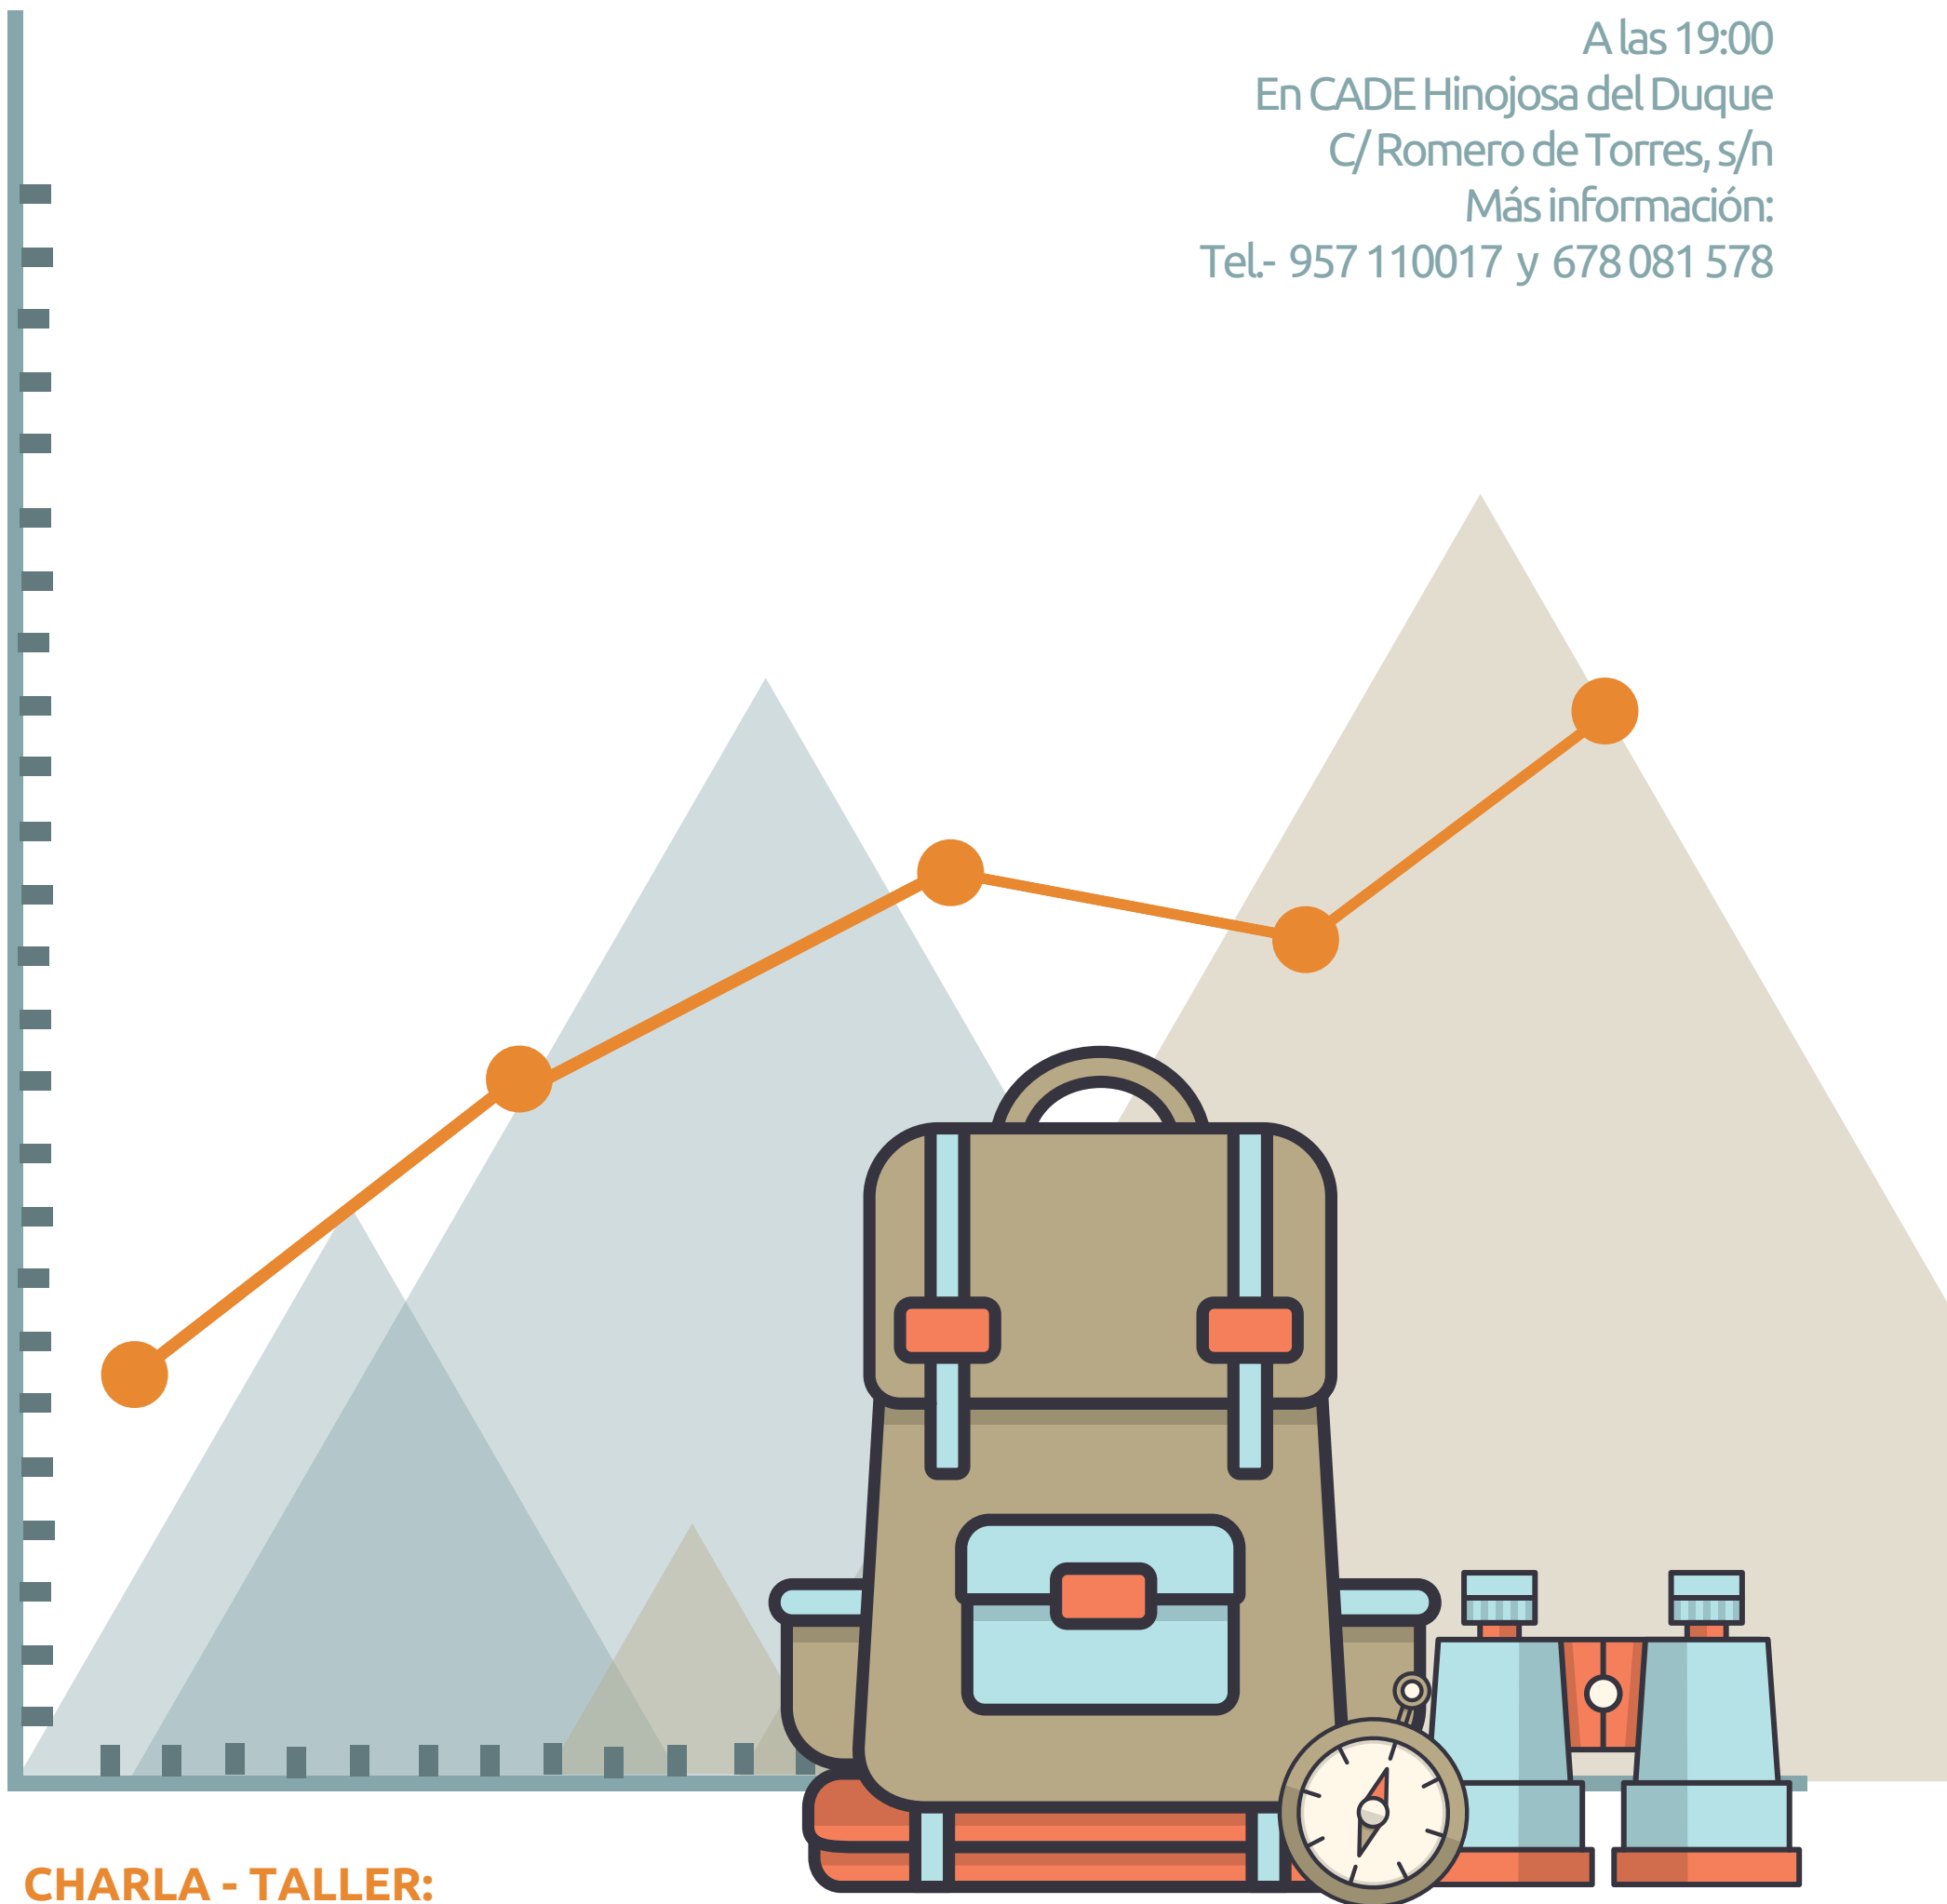 A las 19:00
En CADE Hinojosa del Duque
C/ Romero de Torres, s/n
Más información:
Tel.- 957 110017 y 678 081 578
CHARLA - TALLER: